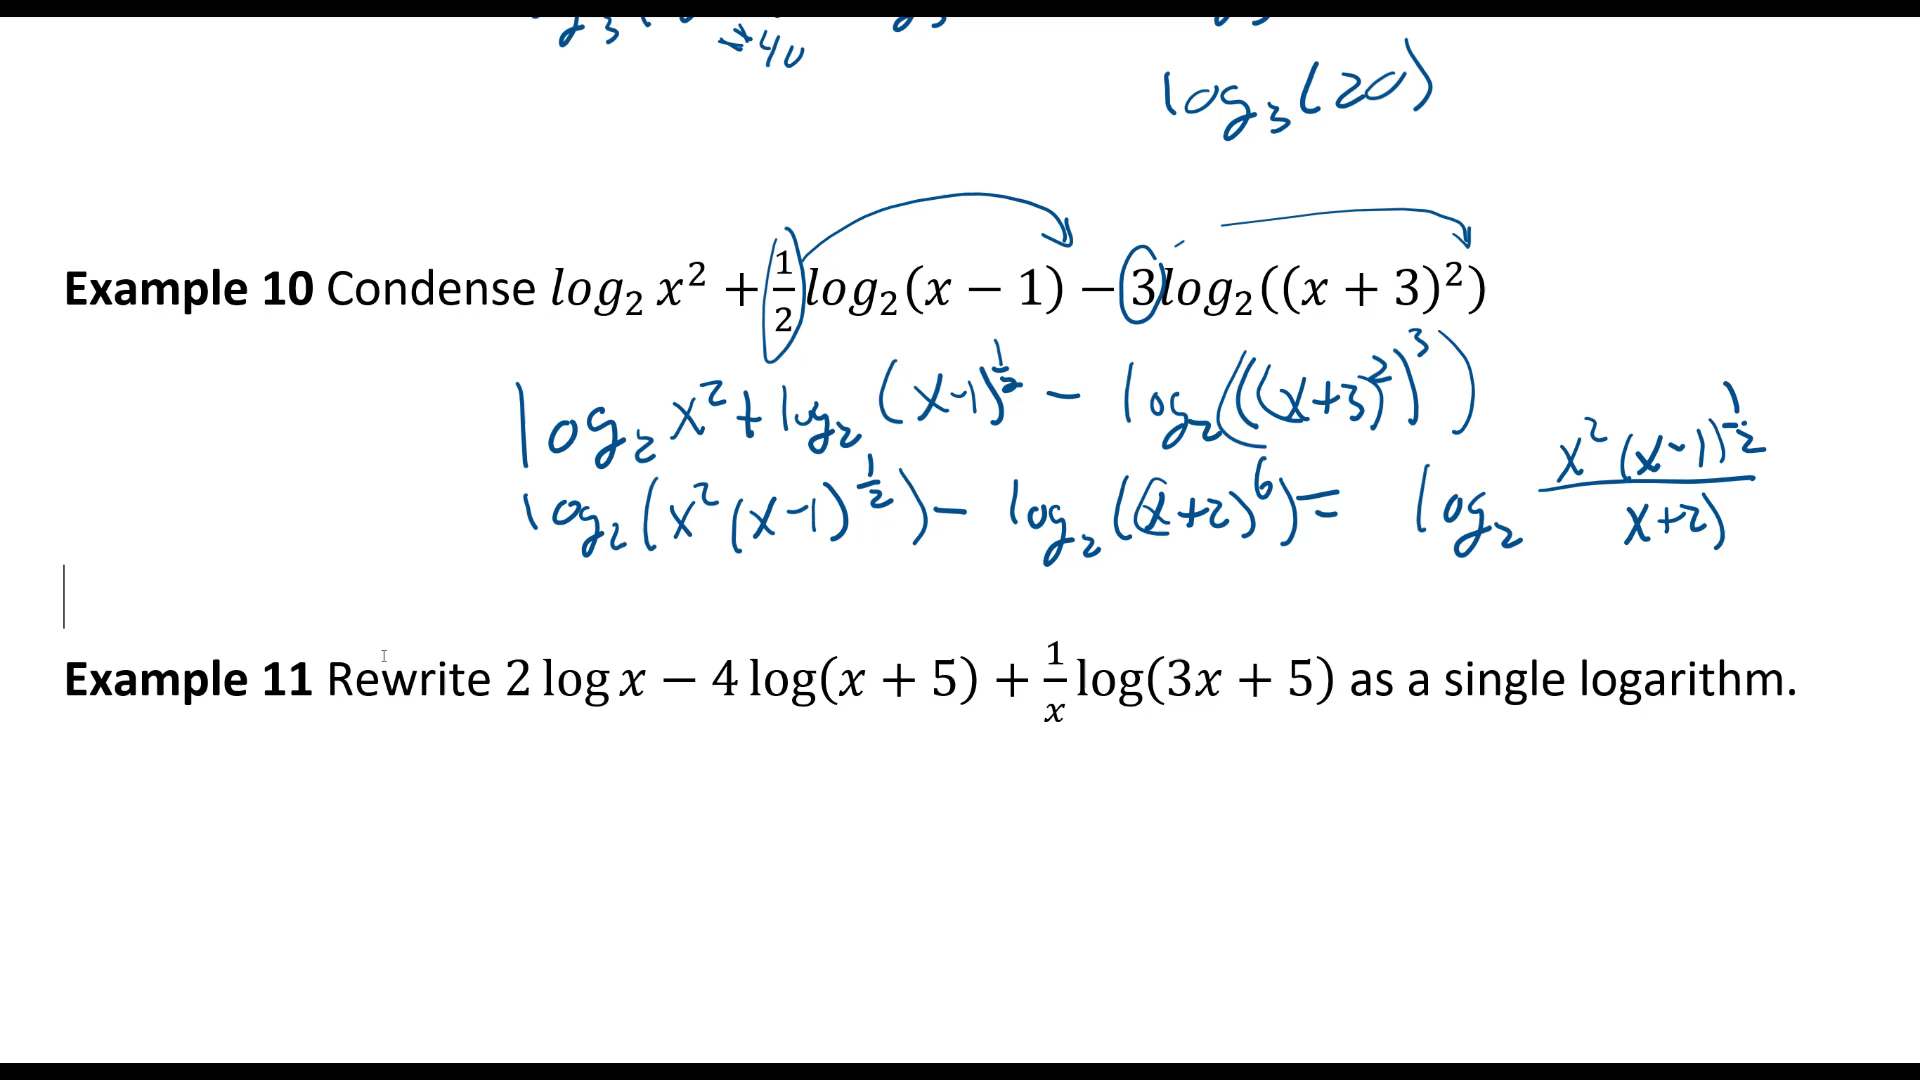 40
log₃(20)
Example 10 Condense log₂ x² + 1/2 log₂(x − 1) − 3log₂((x + 3)²)
log₂ x² + log₂ (x-1)^1/2 − log₂(((x+3)²)³)
log₂(x²(x-1)^1/2) − log₂((x+2)⁶) = log₂ x²(x-1)^1/2 / x+2)
Example 11 Rewrite 2 log x − 4 log(x + 5) + 1/x log(3x + 5) as a single logarithm.